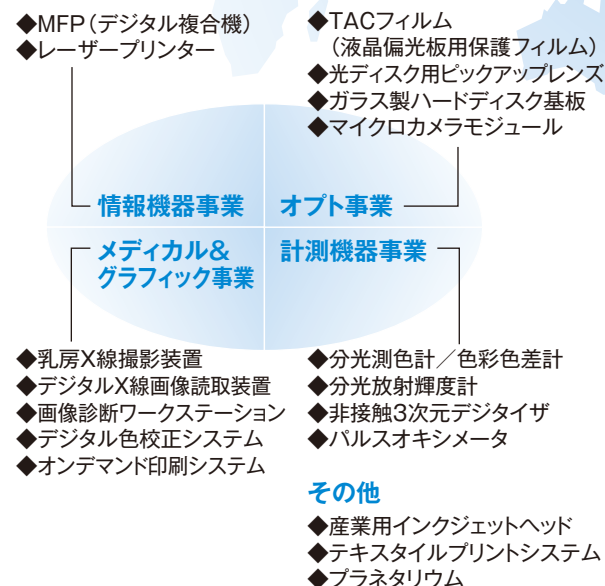 ◆MFP（デジタル複合機）
◆レーザープリンター
◆TACフィルム
（液晶偏光板用保護フィルム）
◆光ディスク用ピックアップレンズ
◆ガラス製ハードディスク基板
◆マイクロカメラモジュール
情報機器事業
オプト事業
メディカル＆
グラフィック事業
計測機器事業
◆乳房X線撮影装置
◆デジタルX線画像読取装置
◆画像診断ワークステーション
◆デジタル色校正システム
◆オンデマンド印刷システム
◆分光測色計／色彩色差計
◆分光放射輝度計
◆非接触3次元デジタイザ
◆パルスオキシメータ
その他
◆産業用インクジェットヘッド
◆テキスタイルプリントシステム
◆プラネタリウム